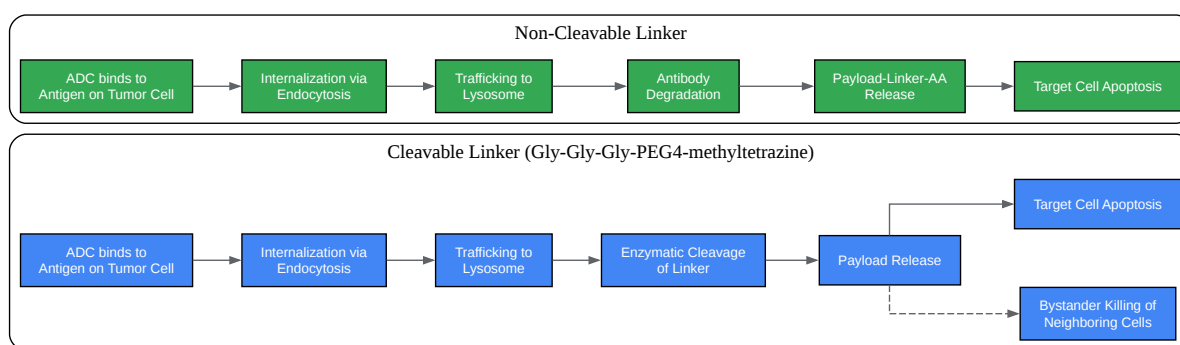 Non-Cleavable Linker
ADC binds to
Antigen on Tumor Cell
Internalization via
Endocytosis
Trafficking to
Lysosome
Antibody
Degradation
Payload-Linker-AA
Release
Target Cell Apoptosis
Cleavable Linker (Gly-Gly-Gly-PEG4-methyltetrazine)
ADC binds to
Antigen on Tumor Cell
Internalization via
Endocytosis
Trafficking to
Lysosome
Enzymatic Cleavage
of Linker
Payload Release
Target Cell Apoptosis
Bystander Killing of
Neighboring Cells